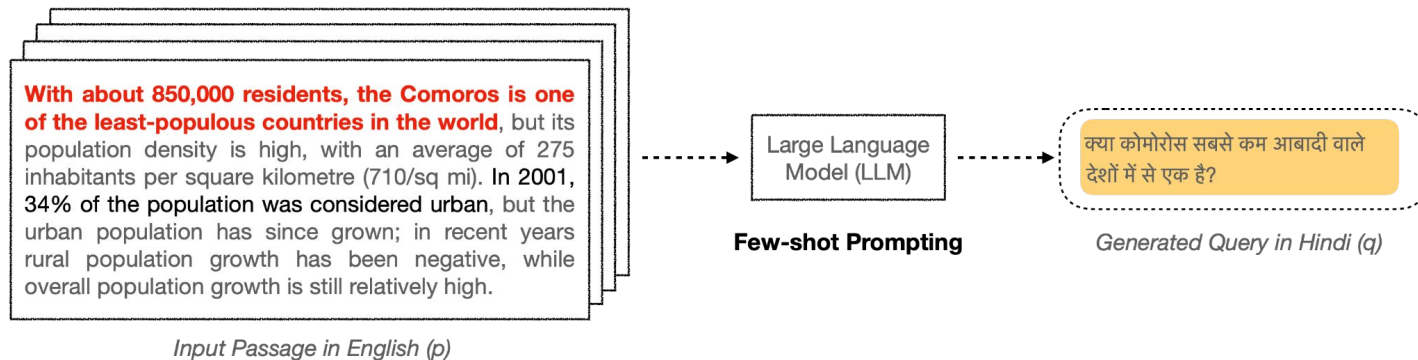 With about 850,000 residents, the Comoros is one
of the least-populous countries in the world, but its
population density is high, with an average of 275
inhabitants per square kilometre (710/sq mi). In 2001,
34% of the population was considered urban, but the
urban population has since grown; in recent years
rural population growth has been negative, while
overall population growth is still relatively high.
Input Passage in English (p)
Large Language
Model (LLM)
Few-shot Prompting
क्या कोमोरोस सबसे कम आबादी वाले
देशों में से एक है?
Generated Query in Hindi (q)